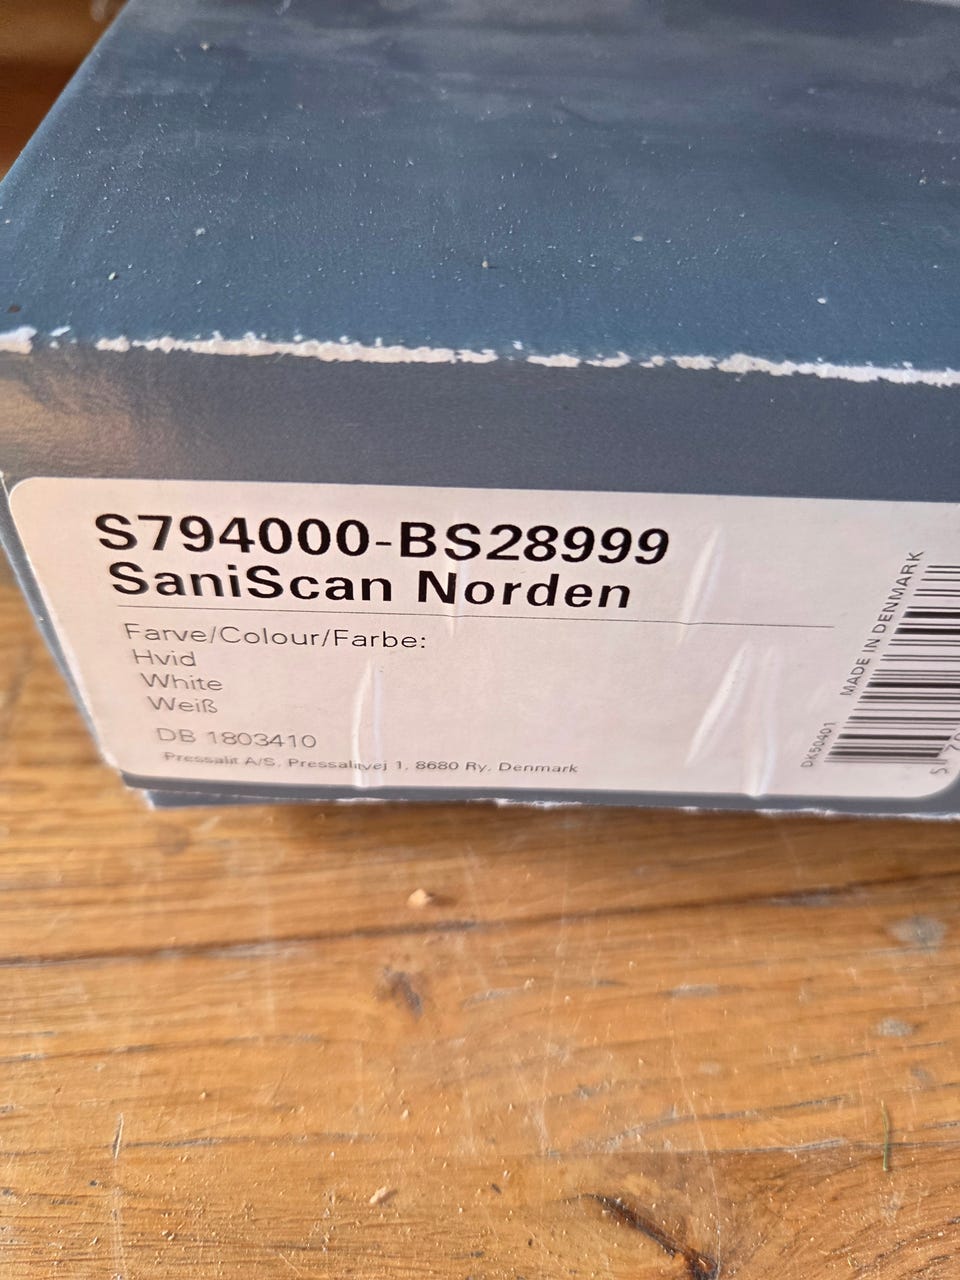 S794000-BS28999
SaniScan Norden
Farve/Colour/Farbe:
Hvid
White
Weiß
DB 1803410
Pressalit A/S, Pressalitvej 1, 8680 Ry, Denmark
MADE IN DENMARK
DK50401